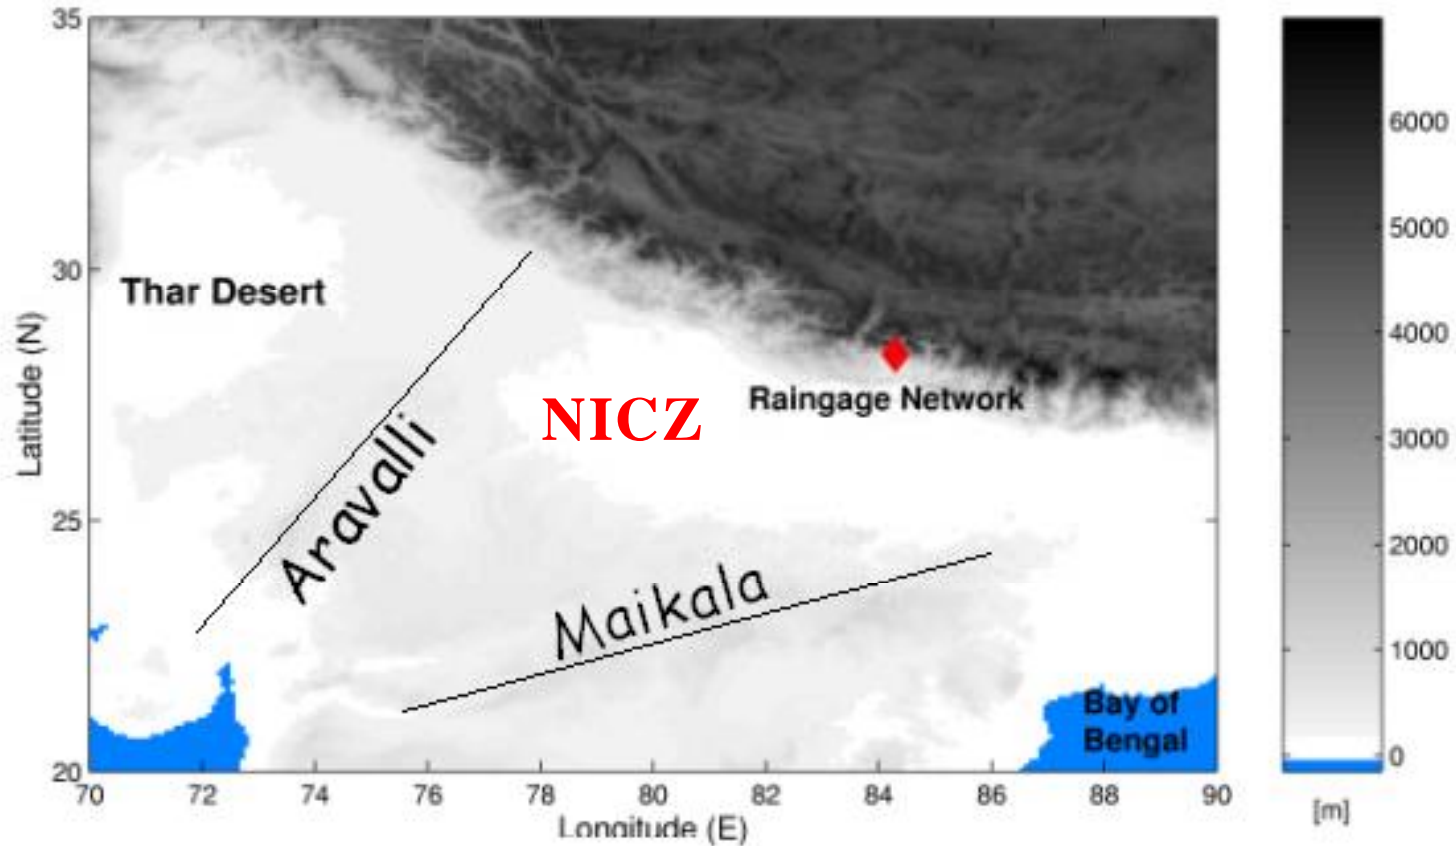 35
30
25
20
Latitude (N)
Thar Desert
NICZ
Raingage Network
Aravalli
Maikala
Bay of
Bengal
70 72 74 76 78 80 82 84 86 88 90
Longitude (E)
6000
5000
4000
3000
2000
1000
0
[m]